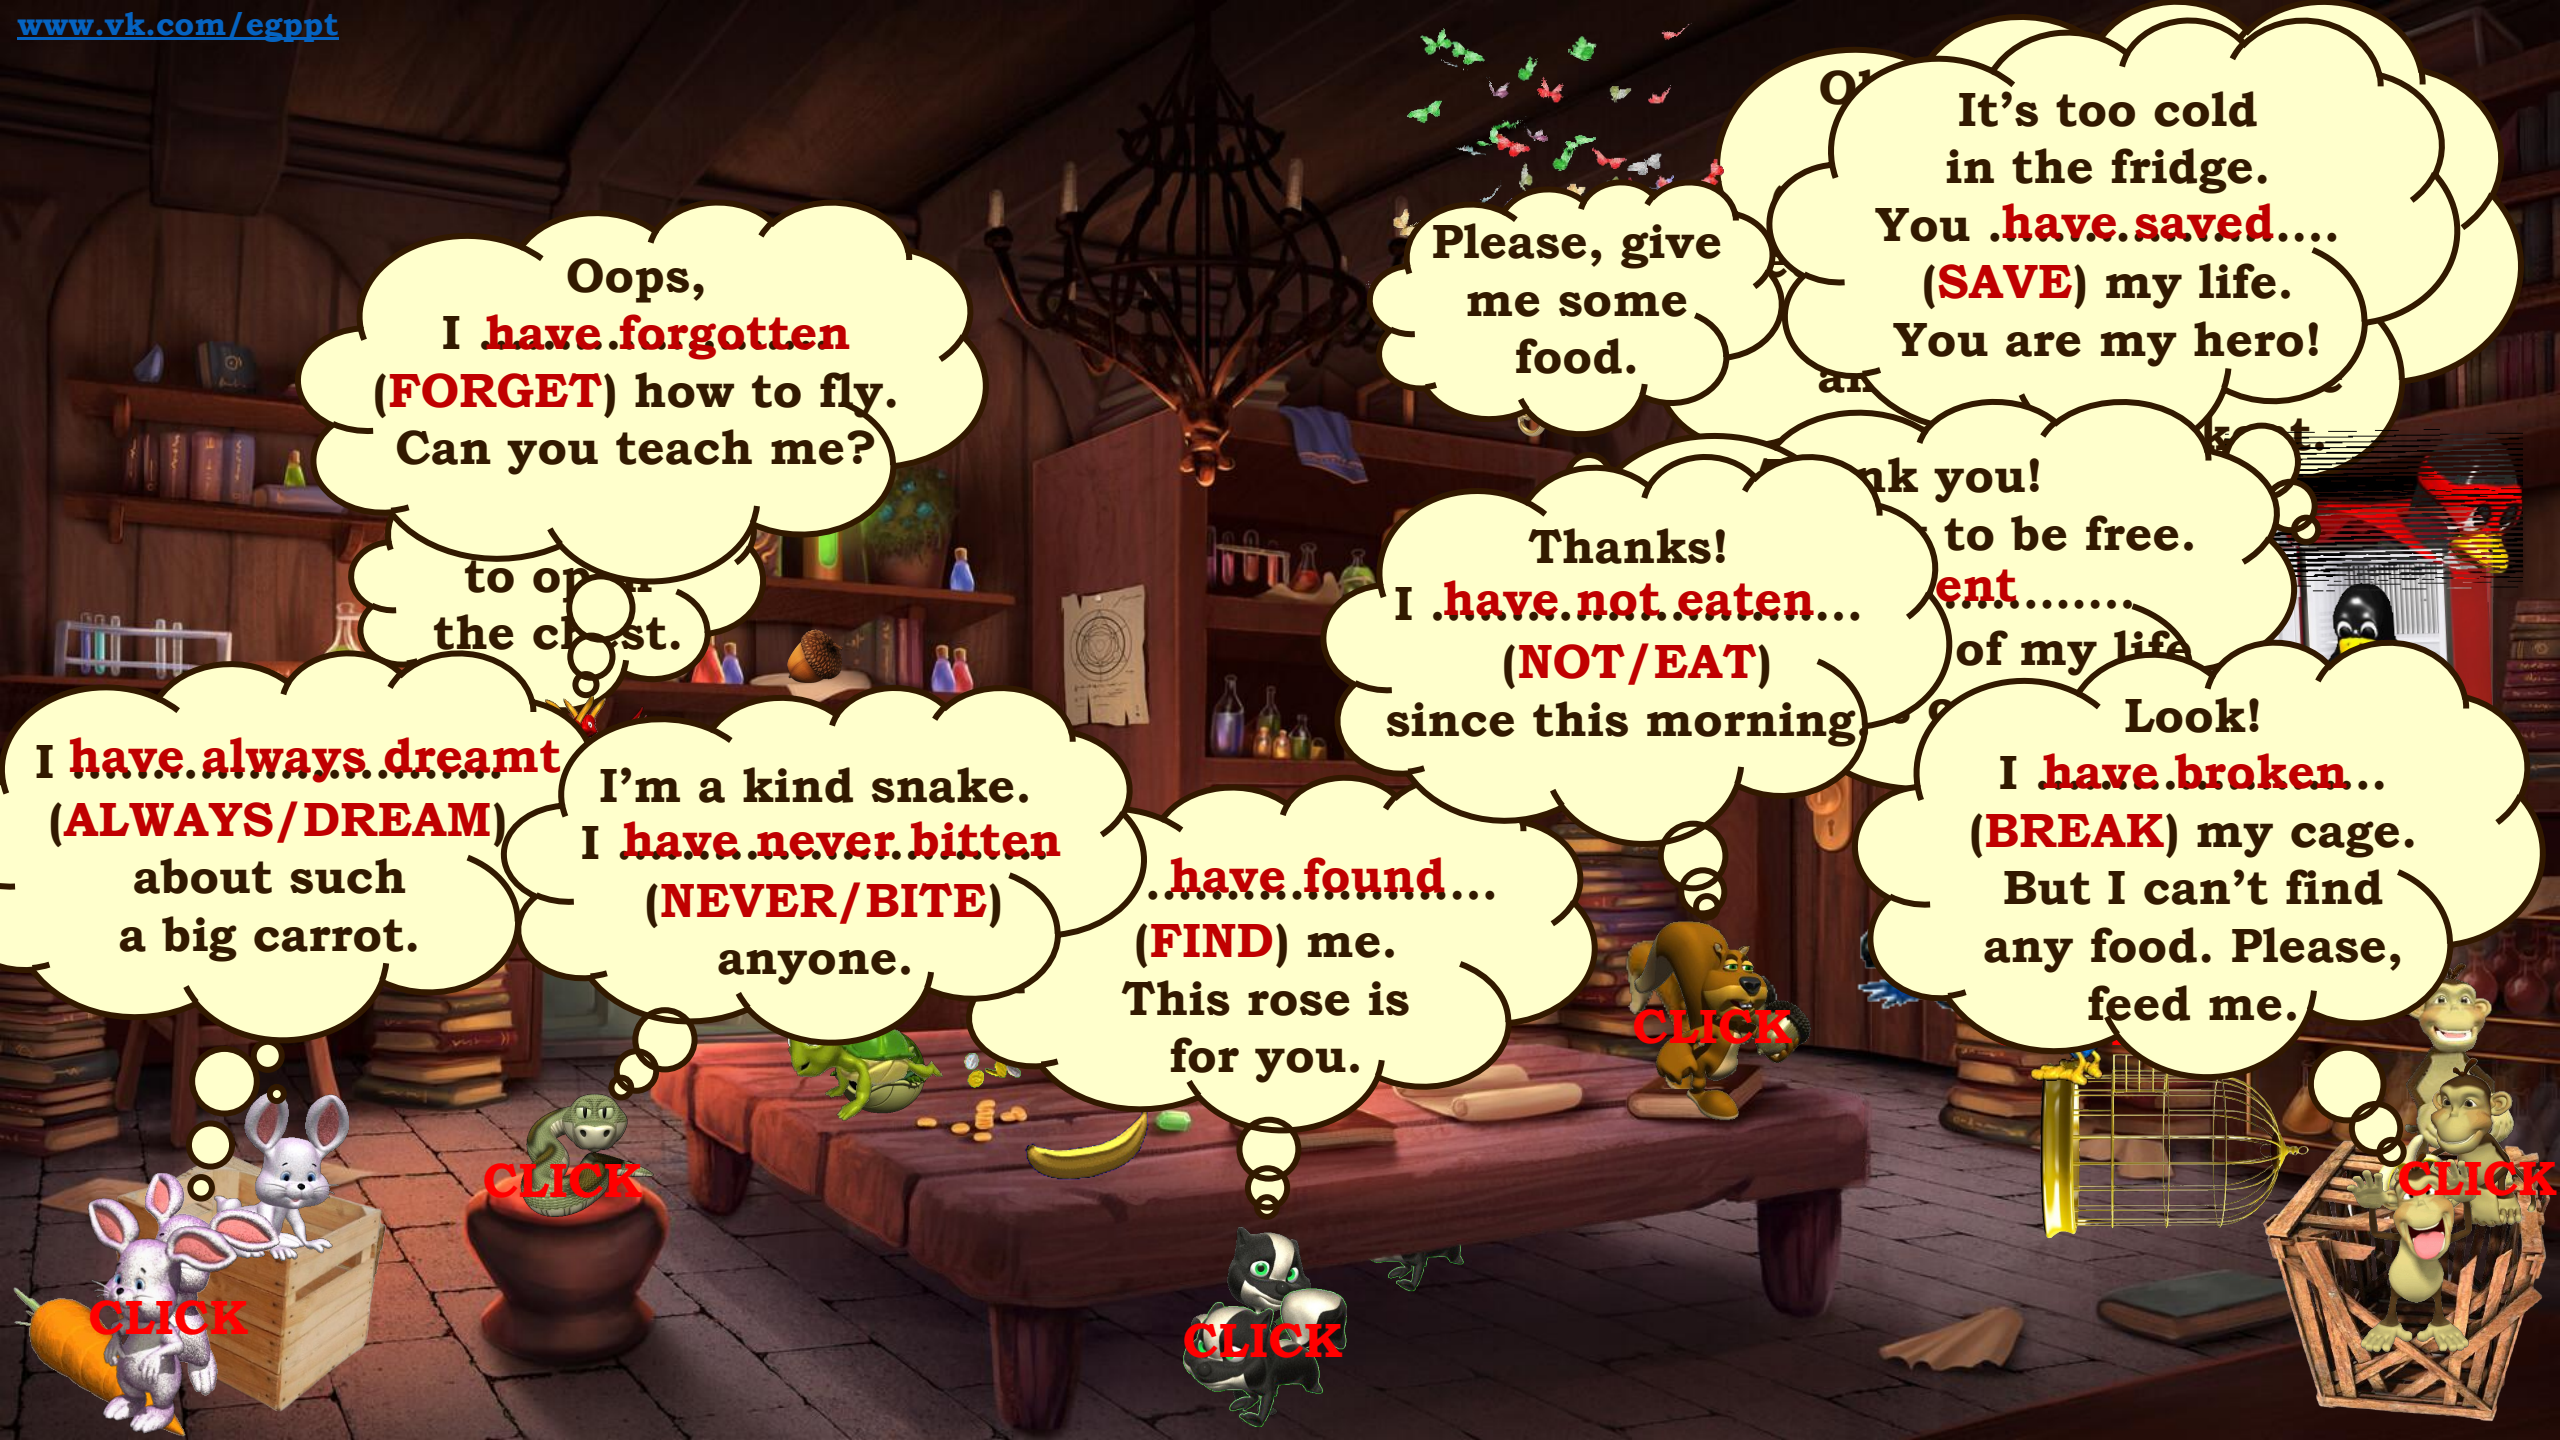 www.vk.com/egppt
Oops,
I have forgotten
(FORGET) how to fly.
Can you teach me?
to open
the chest.
Please, give
me some
food.
It’s too cold
in the fridge.
You have saved
(SAVE) my life.
You are my hero!
you!
to be free.
of my life
Thanks!
I have not eaten
(NOT/EAT)
since this morning.
I have always dreamt
(ALWAYS/DREAM)
about such
a big carrot.
I’m a kind snake.
I have never bitten
(NEVER/BITE)
anyone.
have found
(FIND) me.
This rose is
for you.
Look!
I have broken
(BREAK) my cage.
But I can’t find
any food. Please,
feed me.
CLICK
CLICK
CLICK
CLICK
CLICK